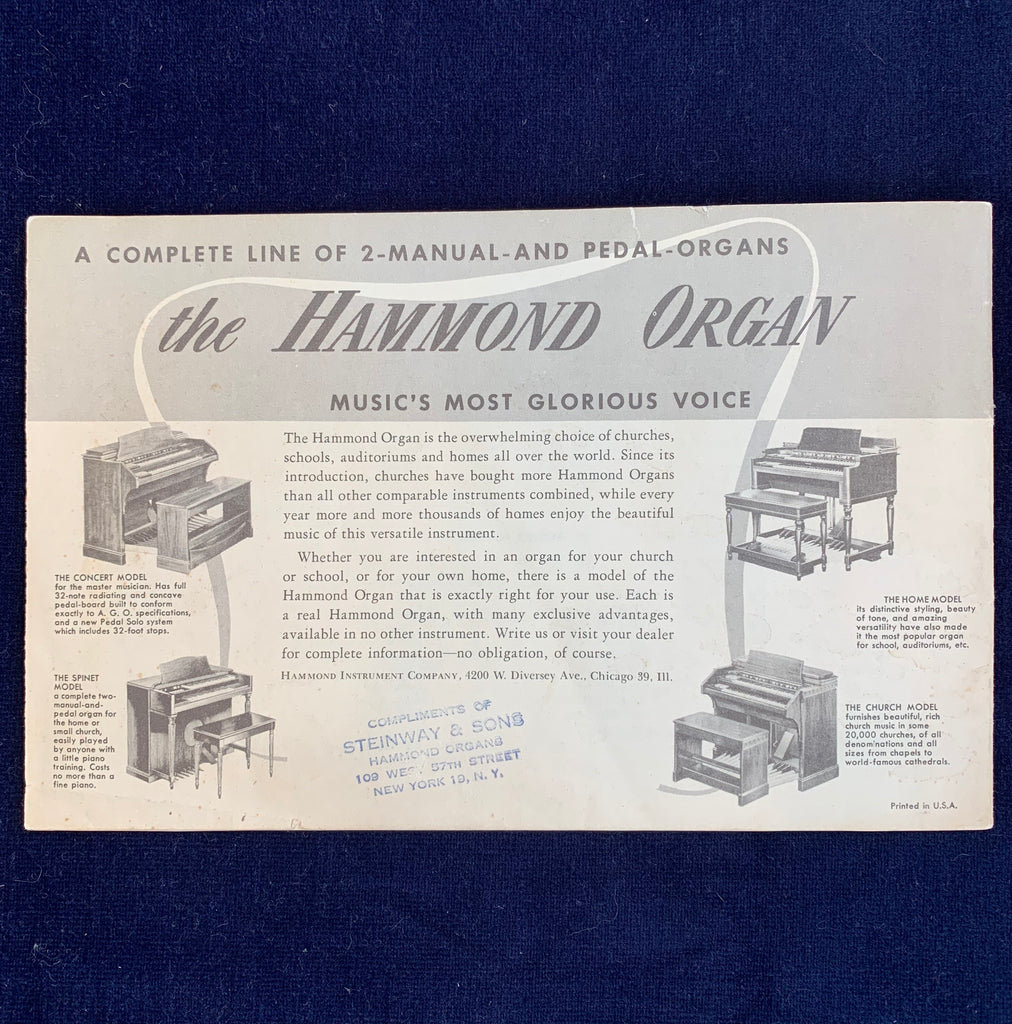 A COMPLETE LINE OF 2-MANUAL-AND PEDAL-ORGANS
the HAMMOND ORGAN
MUSIC'S MOST GLORIOUS VOICE
The Hammond Organ is the overwhelming choice of churches,
schools, auditoriums and homes all over the world. Since its
introduction, churches have bought more Hammond Organs
than all other comparable instruments combined, while every
year more and more thousands of homes enjoy the beautiful
music of this versatile instrument.
Whether you are interested in an organ for your church
or school, or for your own home, there is a model of the
Hammond Organ that is exactly right for your use. Each is
a real Hammond Organ, with many exclusive advantages,
available in no other instrument. Write us or visit your dealer
for complete information—no obligation, of course.
HAMMOND INSTRUMENT COMPANY, 4200 W. Diversey Ave., Chicago 39, Ill.
THE CONCERT MODEL
for the master musician. Has full
32-note radiating and concave
pedal-board built to conform
exactly to A. G. O. specifications,
and a new Pedal Solo system
which includes 32-foot stops.
THE SPINET
MODEL
a complete two-
manual-and-
pedal organ for
the home or
small church,
easily played
by anyone with
a little piano
training. Costs
no more than a
fine piano.
THE HOME MODEL
its distinctive styling, beauty
of tone, and amazing
versatility have also made
it the most popular organ
for school, auditoriums, etc.
THE CHURCH MODEL
furnishes beautiful, rich
church music in some
20,000 churches, of all
denominations and all
sizes from chapels to
world-famous cathedrals.
COMPLIMENTS OF
STEINWAY & SONS
HAMMOND ORGANS
109 WEST 57TH STREET
NEW YORK 19, N. Y.
Printed in U.S.A.